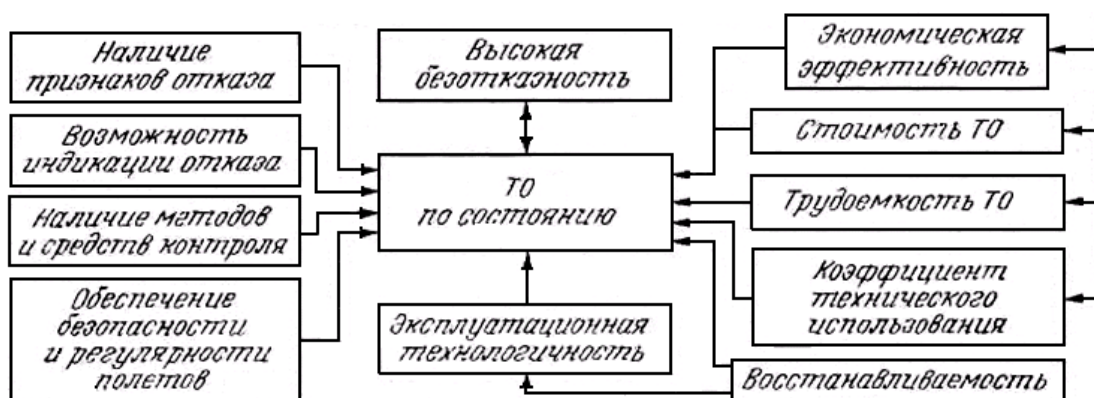 Наличие
признаков отказа
Возможность
индикации отказа
Наличие методов
и средств контроля
Обеспечение
безопасности
и регулярности
полетов
Высокая
безотказность
ТО
по состоянию
Эксплуатационная
технологичность
Экономическая
эффективность
Стоимость ТО
Трудоемкость ТО
Коэффициент
технического
использования
Восстанавливаемость